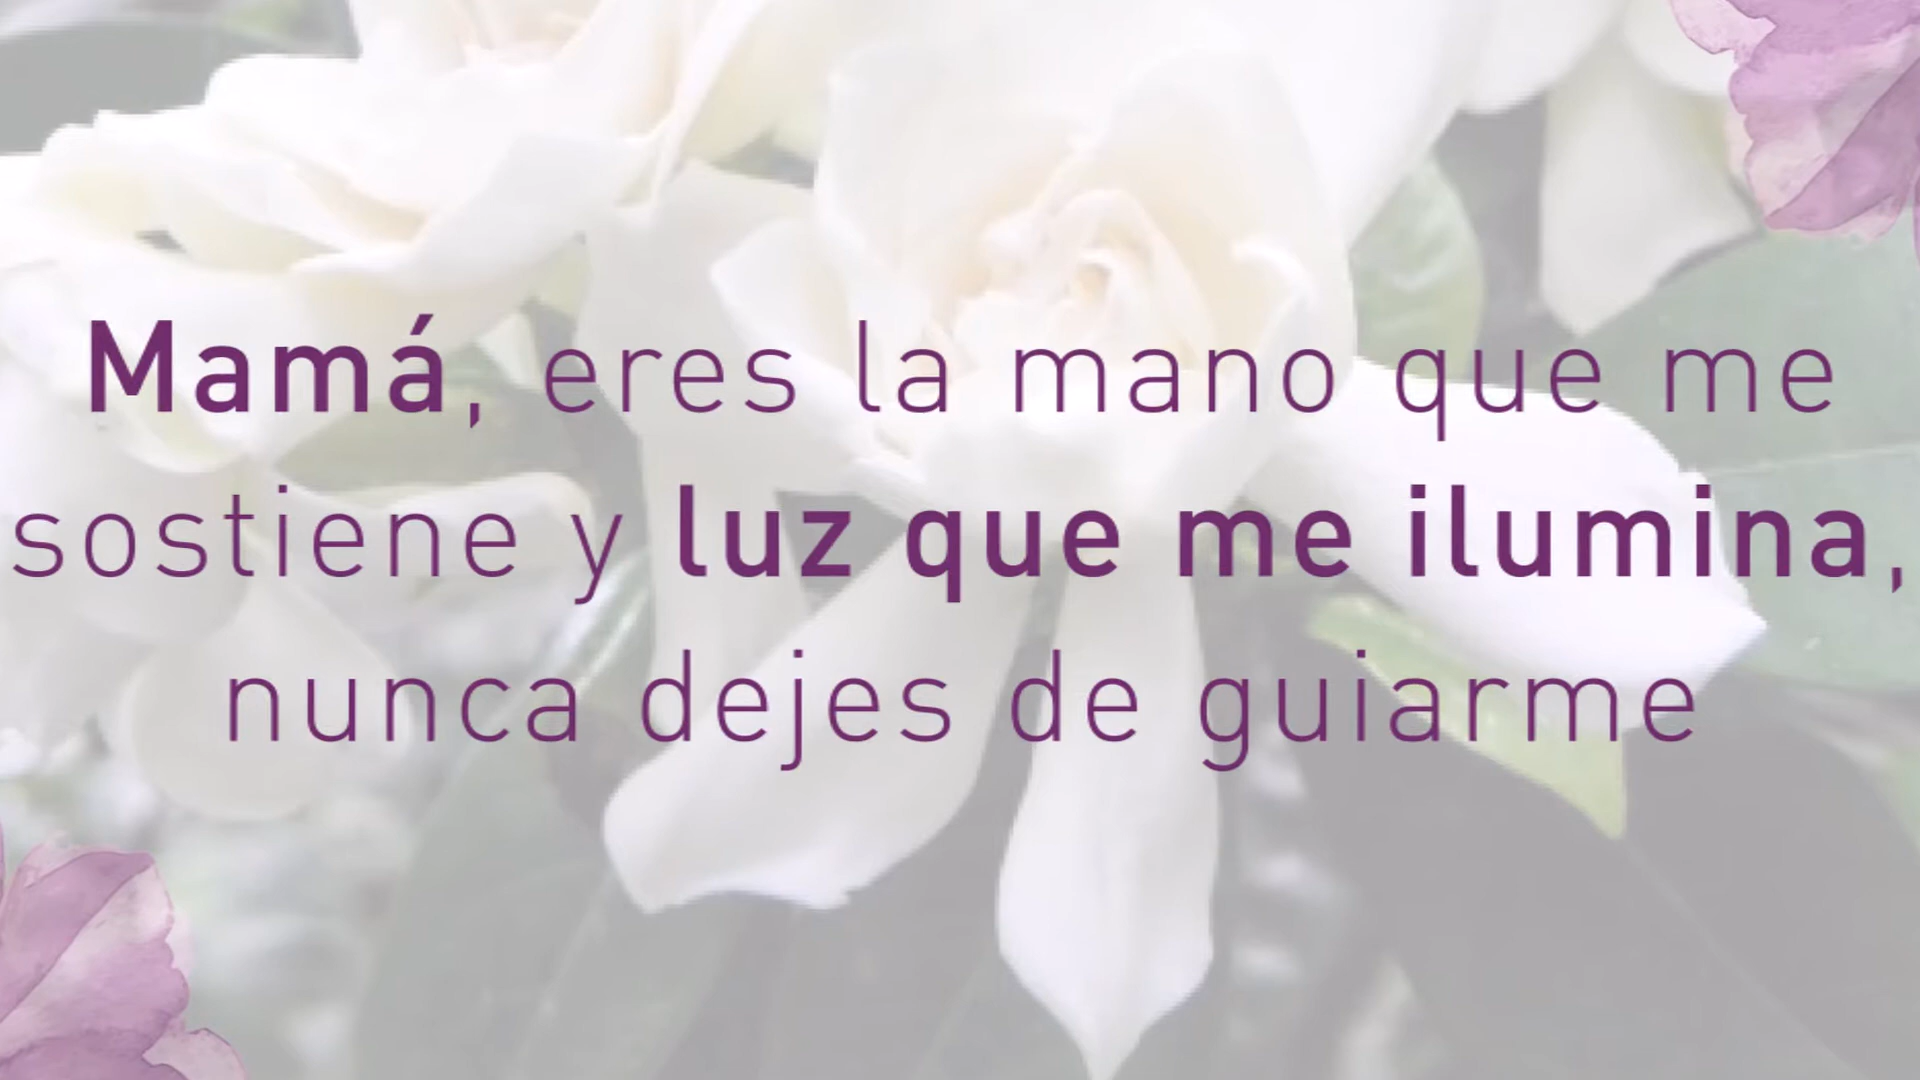 Mamá, eres la mano que me
sostiene y luz que me ilumina,
nunca dejes de guiarme